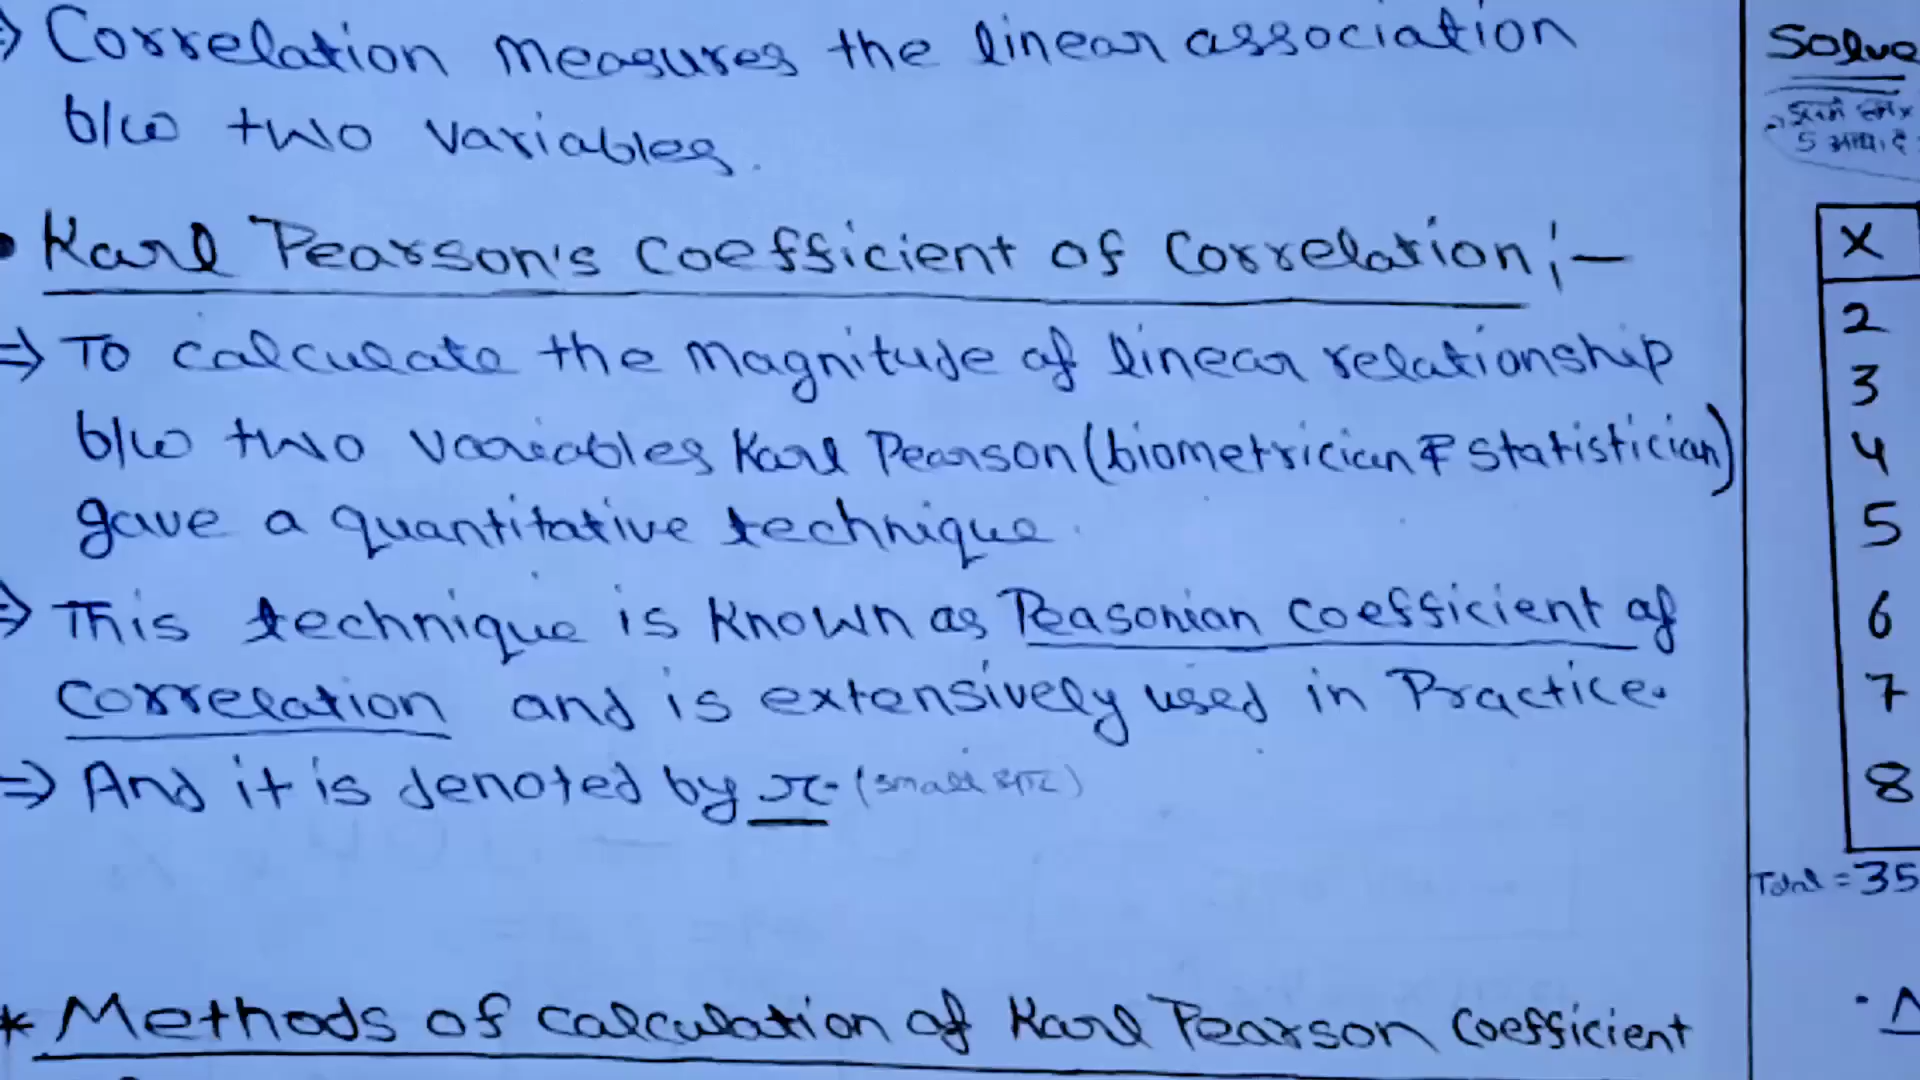 ⇒ Correlation measures the linear association
b/w two variables.
• Karl Pearson's coefficient of Correlation;-
⇒ To calculate the magnitude of linear relationship
b/w two variables Karl Pearson (biometrician & statistician)
gave a quantitative technique.
⇒ This technique is known as Peasonian coefficient of
correlation and is extensively used in Practice.
⇒ And it is denoted by r. (small
* Methods of calculation of Karl Pearson Coefficient
Solve
5
X
2
3
4
5
6
7
8
Total = 35